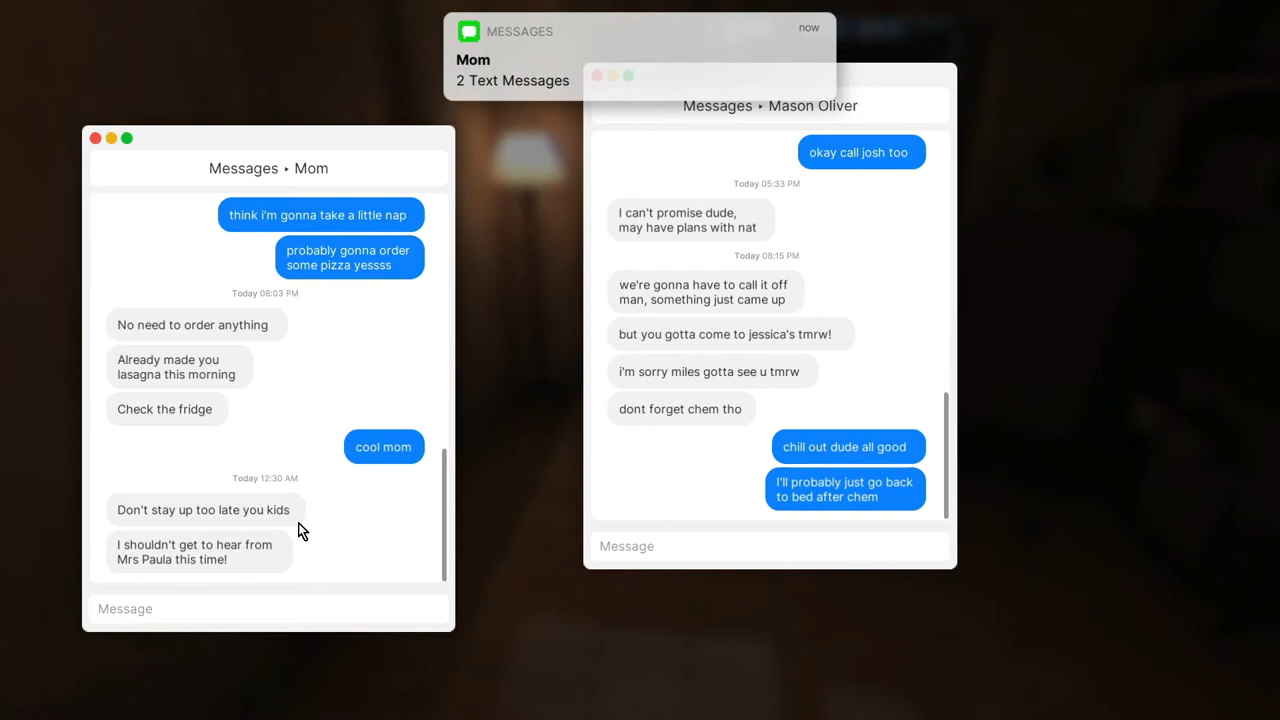 MESSAGES
now
Mom
2 Text Messages
Messages ▸ Mom
think i'm gonna take a little nap
probably gonna order
some pizza yessss
Today 08:03 PM
No need to order anything
Already made you
lasagna this morning
Check the fridge
cool mom
Today 12:30 AM
Don't stay up too late you kids
I shouldn't get to hear from
Mrs Paula this time!
Message
Messages ▸ Mason Oliver
okay call josh too
Today 05:33 PM
I can't promise dude,
may have plans with nat
Today 08:15 PM
we're gonna have to call it off
man, something just came up
but you gotta come to jessica's tmrw!
i'm sorry miles gotta see u tmrw
dont forget chem tho
chill out dude all good
I'll probably just go back
to bed after chem
Message